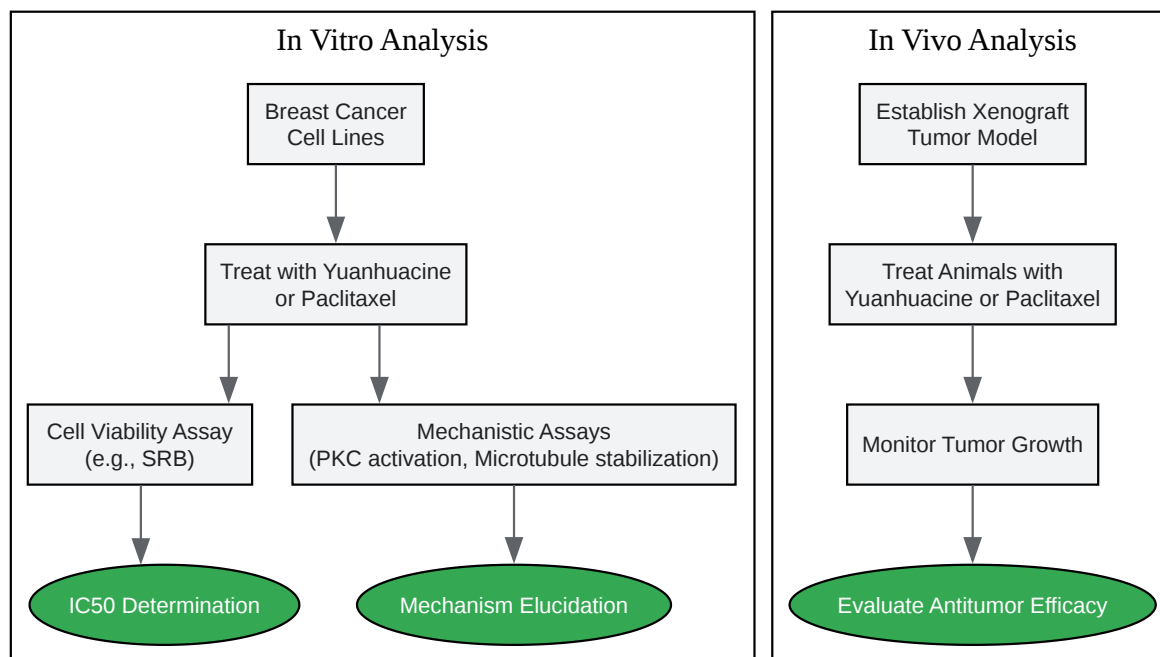 In Vitro Analysis
Breast Cancer
Cell Lines
Treat with Yuanhuacine
or Paclitaxel
Cell Viability Assay
(e.g., SRB)
Mechanistic Assays
(PKC activation, Microtubule stabilization)
IC50 Determination
Mechanism Elucidation
In Vivo Analysis
Establish Xenograft
Tumor Model
Treat Animals with
Yuanhuacine or Paclitaxel
Monitor Tumor Growth
Evaluate Antitumor Efficacy